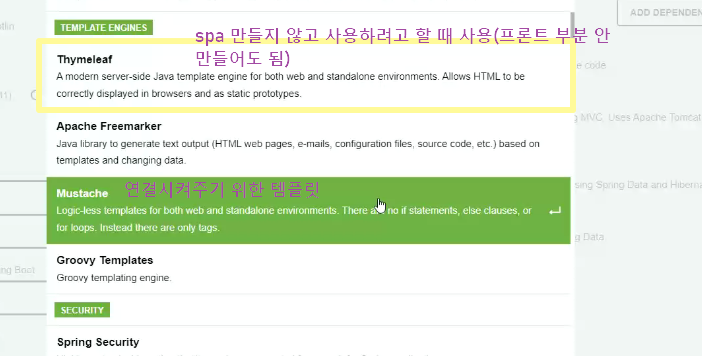 TEMPLATE ENGINES
spa 만들지 않고 사용하려고 할 때 사용(프론트 부분 안
만들어도 됨)
ADD DEPENDEN
Thymeleaf
A modern server-side Java template engine for both web and standalone environments. Allows HTML to be
correctly displayed in browsers and as static prototypes.
e code
Apache Freemarker
Java library to generate text output (HTML web pages, e-mails, configuration files, source code, etc.) based on
templates and changing data.
MVC. Uses Apache Tomcat
Mustache 연결시켜주기 위한 템플릿
Logic-less templates for both web and standalone environments. There are no if statements, else clauses, or
for loops. Instead there are only tags.
using Spring Data and Hiberna
Groovy Templates
Groovy templating engine.
ng Data
ng Boot
SECURITY
Spring Security